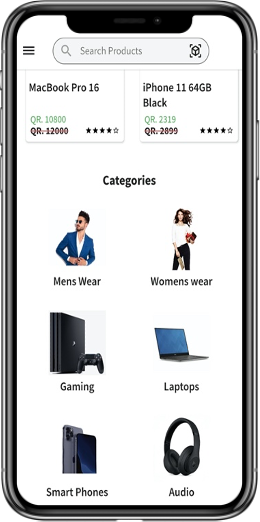 Search Products
MacBook Pro 16
QR. 10800
QR. 12000
iPhone 11 64GB
Black
QR. 2319
QR. 2899
Categories
Mens Wear
Womens wear
Gaming
Laptops
Smart Phones
Audio